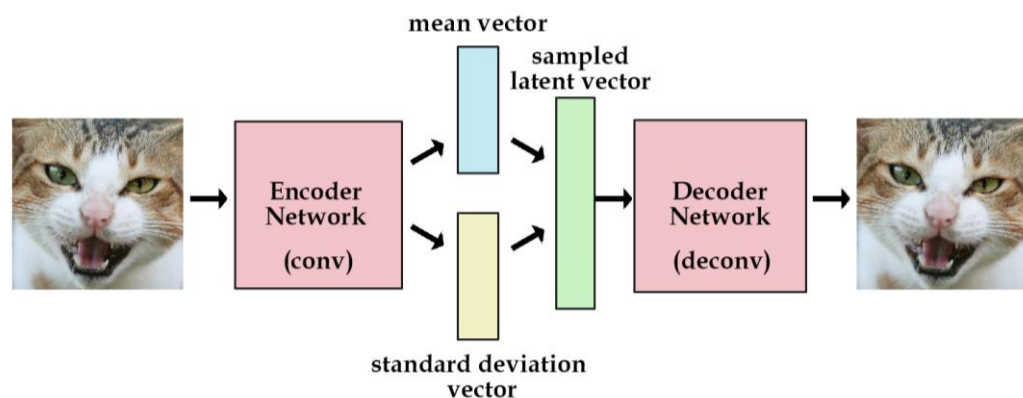 mean vector
sampled
latent vector
Encoder
Network
(conv)
Decoder
Network
(deconv)
standard deviation
vector